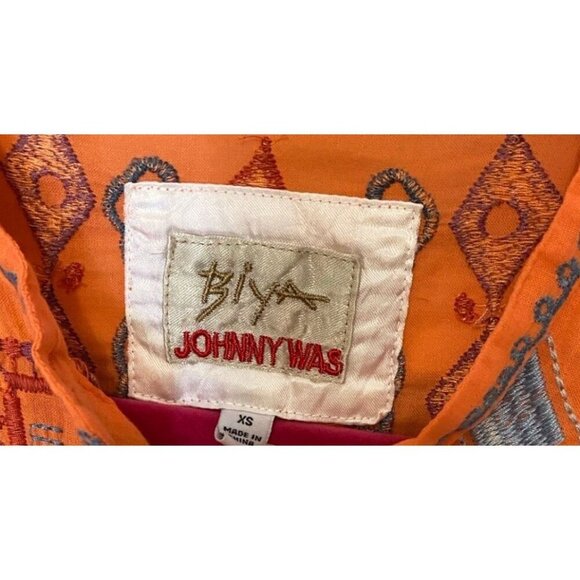 Biya
JOHNNY WAS
XS
MADE IN
CHINA